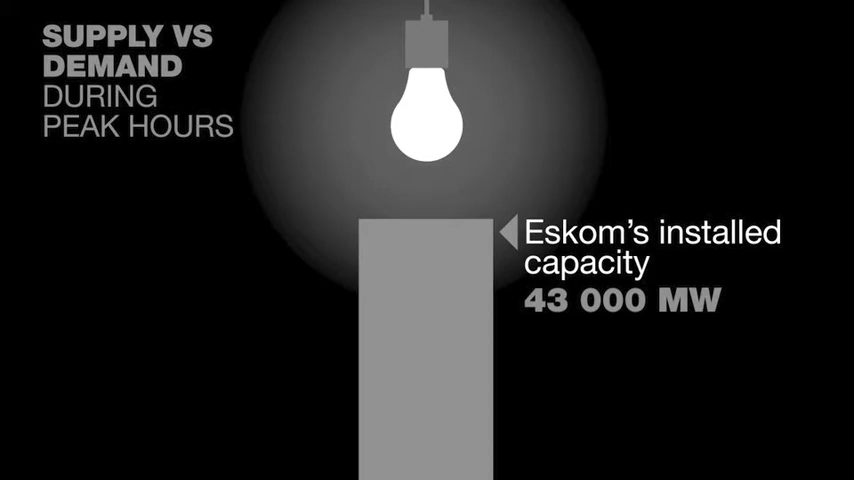 SUPPLY VS
DEMAND
DURING
PEAK HOURS
Eskom’s installed
capacity
43 000 MW